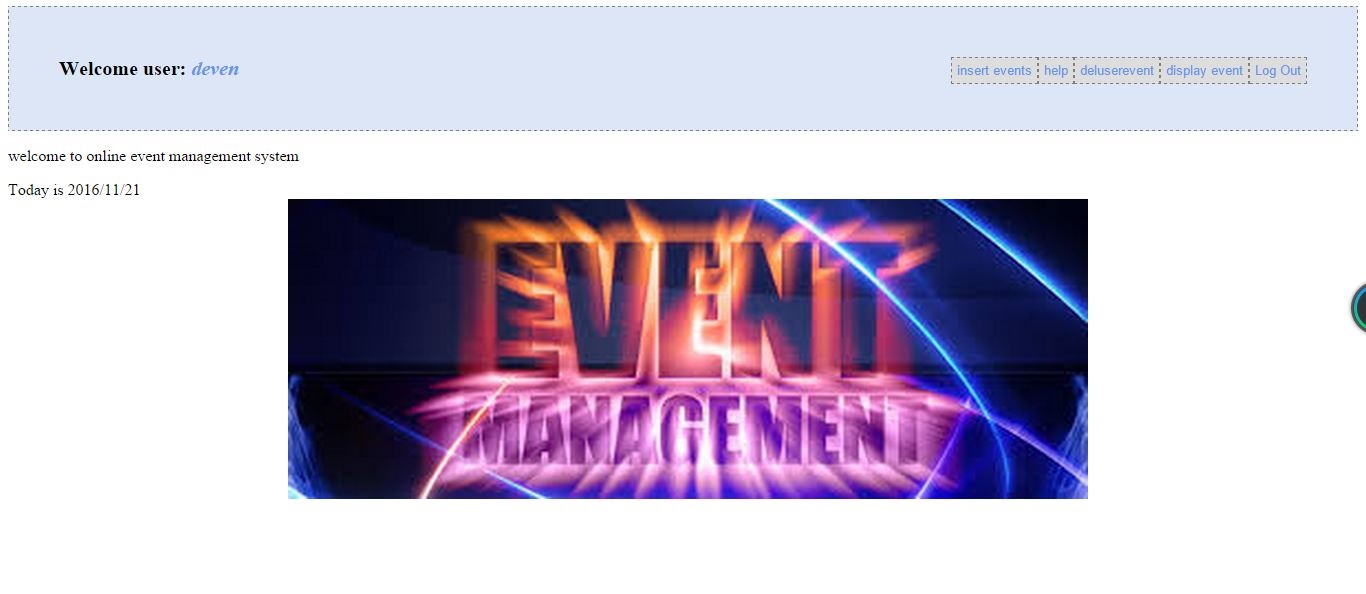 Welcome user: deven
insert events help deluserevent display event Log Out
welcome to online event management system
Today is 2016/11/21
EVENT
MANAGEMENT